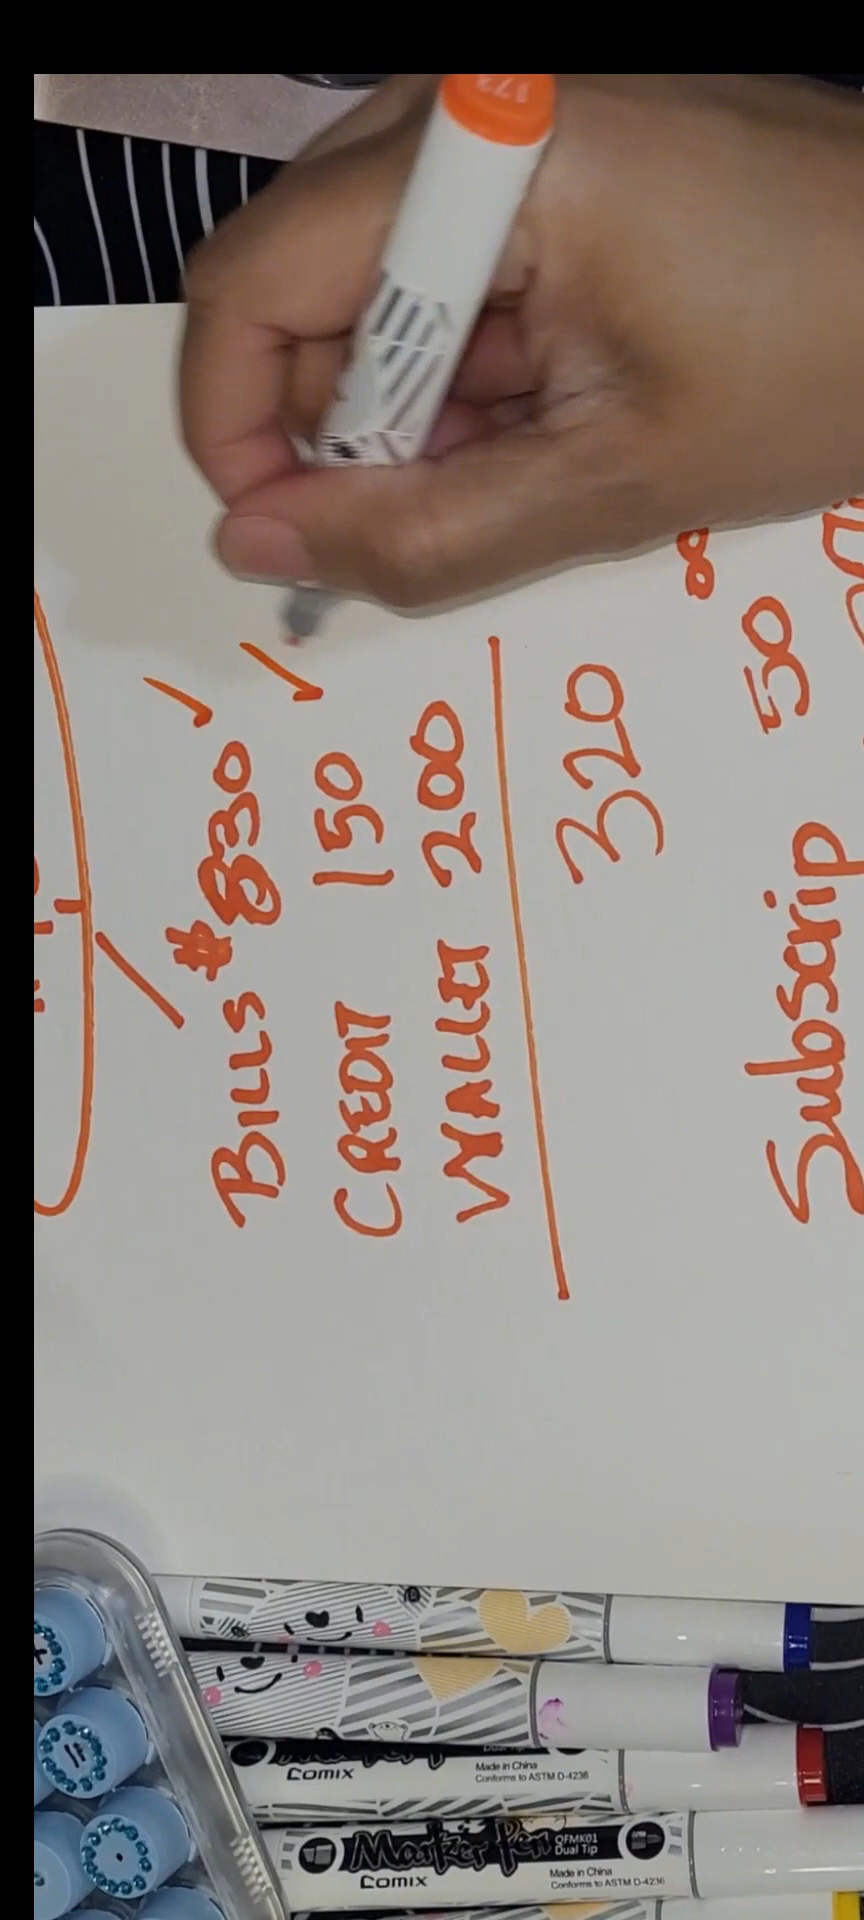 BILLS #830
CREDIT 150
WALLET 200
320
Subscrip 50
173
COMIX
Made in China
Conforms to ASTM D-4236
Marker Pen
QFMK01
Dual Tip
COMIX
Made in China
Conforms to ASTM D-4236